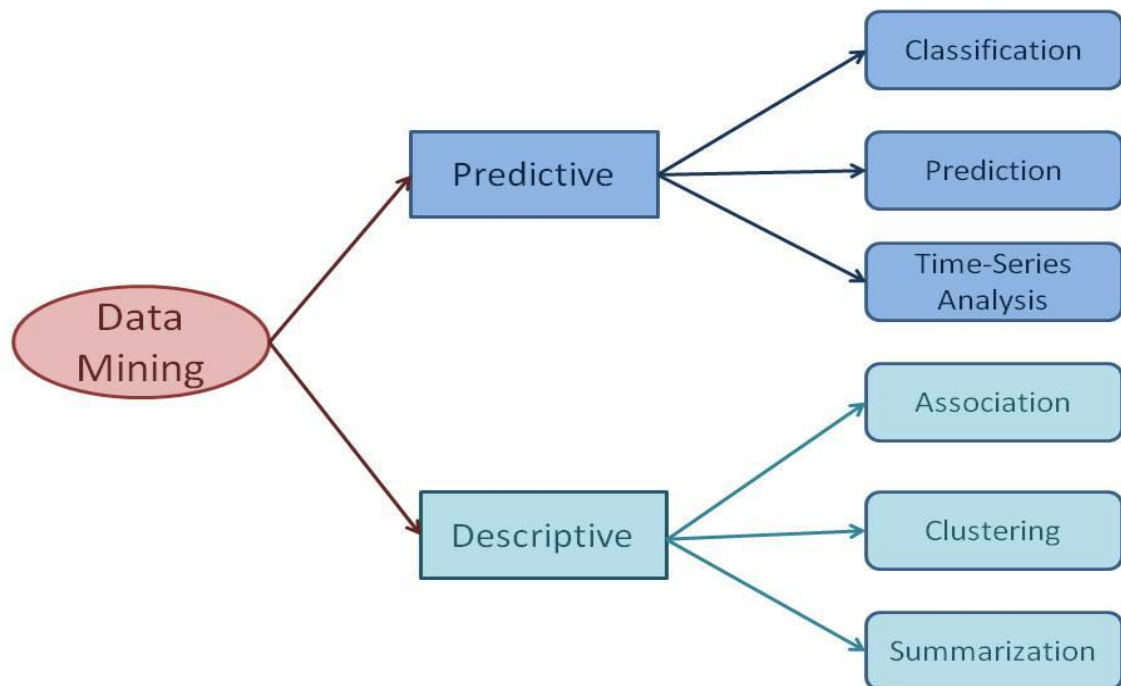 Classification
Predictive
Prediction
Time-Series
Analysis
Data
Mining
Association
Descriptive
Clustering
Summarization